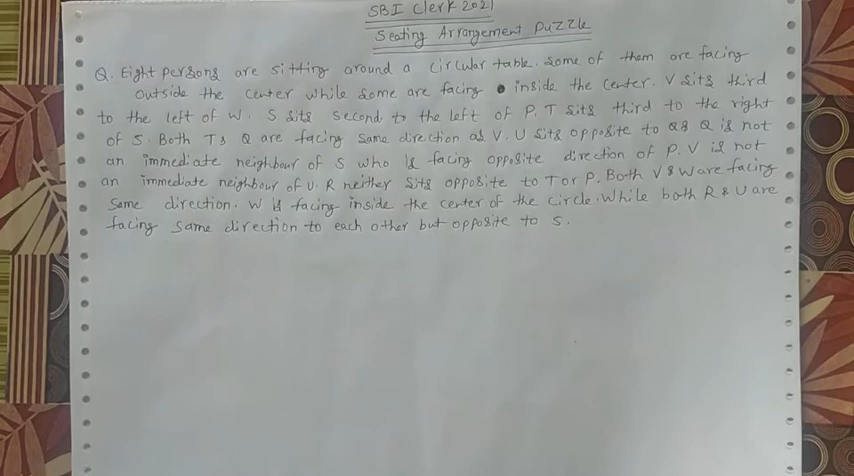 SBI Clerk 2021
Seating Arrangement Puzzle
Q. Eight persons are sitting around a circular table. Some of them are facing
outside the center while some are facing inside the center. V sits third
to the left of W. S sits second to the left of P. T sits third to the right
of S. Both T & Q are facing same direction as V. U sits opposite to Q & Q is not
an immediate neighbour of S who is facing opposite direction of P. V is not
an immediate neighbour of U. R neither sits opposite to T or P. Both V & W are facing
same direction. W is facing inside the center of the circle. While both R & U are
facing same direction to each other but opposite to S.